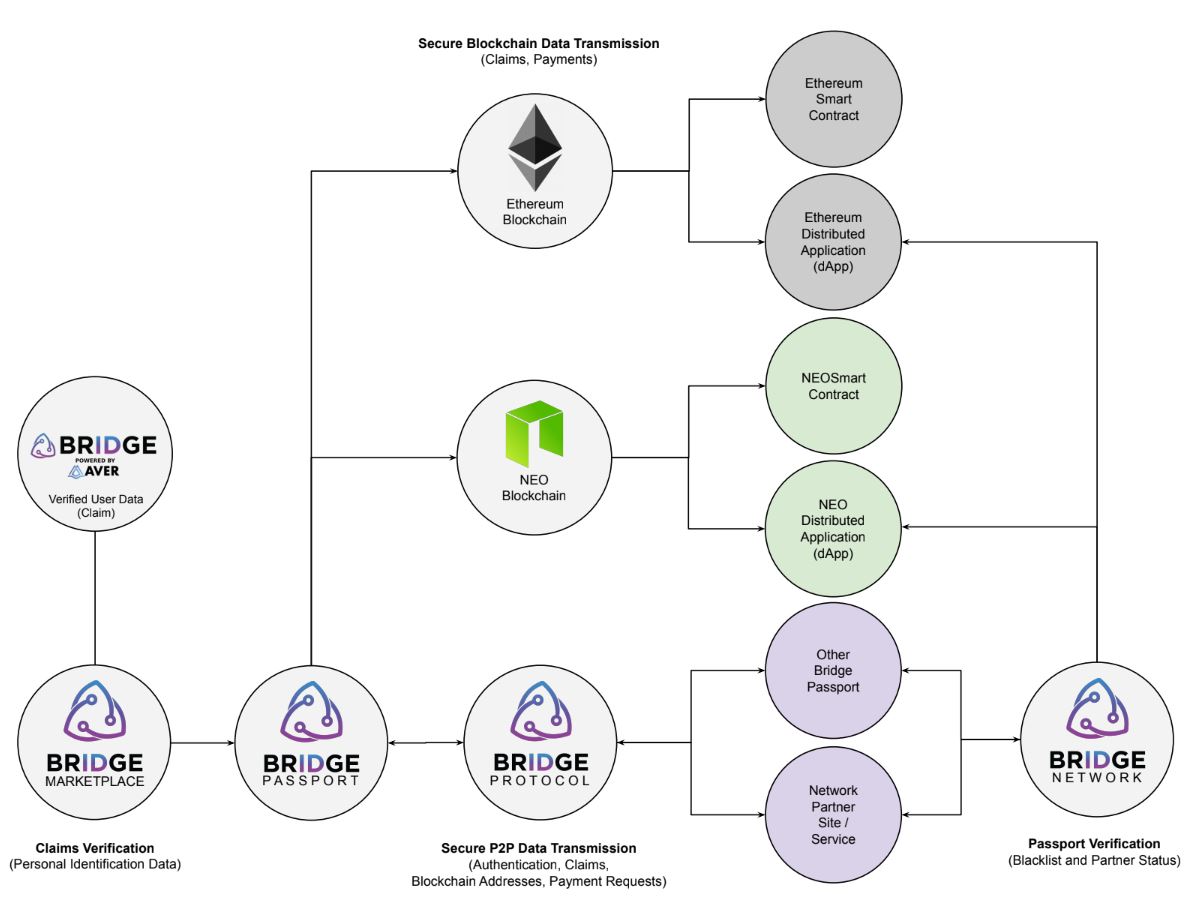 Secure Blockchain Data Transmission
(Claims, Payments)
Ethereum
Blockchain
Ethereum
Smart
Contract
Ethereum
Distributed
Application
(dApp)
NEO
Blockchain
NEOSmart
Contract
NEO
Distributed
Application
(dApp)
BRIDGE
POWERED BY
AVER
Verified User Data
(Claim)
BRIDGE
MARKETPLACE
Claims Verification
(Personal Identification Data)
BRIDGE
PASSPORT
BRIDGE
PROTOCOL
Secure P2P Data Transmission
(Authentication, Claims,
Blockchain Addresses, Payment Requests)
Other
Bridge
Passport
Network
Partner
Site /
Service
BRIDGE
NETWORK
Passport Verification
(Blacklist and Partner Status)